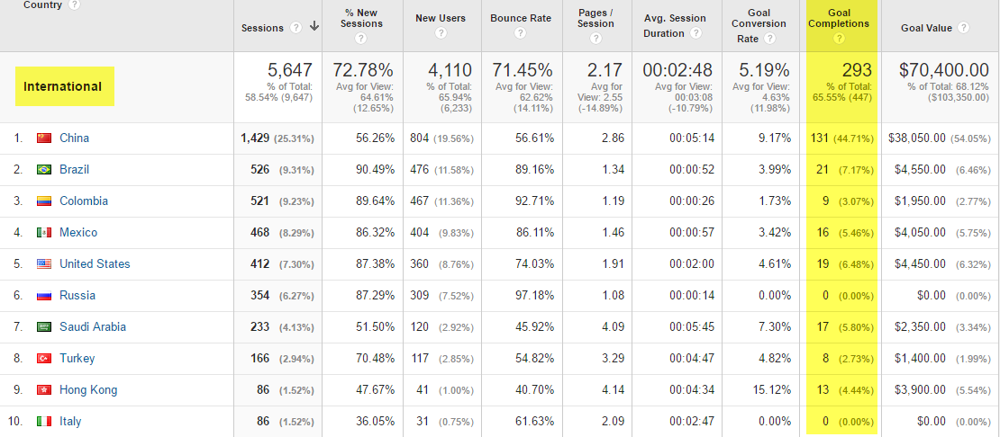 Country ?
Sessions ?
% New
Sessions
?
New Users
?
Bounce Rate
?
Pages /
Session
?
Avg. Session
Duration ?
Goal
Conversion
Rate ?
Goal
Completions
?
Goal Value ?
International
5,647
% of Total:
58.54% (9,647)
72.78%
Avg for View:
64.61%
(12.65%)
4,110
% of Total:
65.94%
(6,233)
71.45%
Avg for View:
62.62%
(14.11%)
2.17
Avg for
View: 2.55
(-14.89%)
00:02:48
Avg for View:
00:03:08
(-10.79%)
5.19%
Avg for View:
4.63%
(11.98%)
293
% of Total:
65.55% (447)
$70,400.00
% of Total: 68.12%
($103,350.00)
1. China 1,429 (25.31%) 56.26% 804 (19.56%) 56.61% 2.86 00:05:14 9.17% 131 (44.71%) $38,050.00 (54.05%)
2. Brazil 526 (9.31%) 90.49% 476 (11.58%) 89.16% 1.34 00:00:52 3.99% 21 (7.17%) $4,550.00 (6.46%)
3. Colombia 521 (9.23%) 89.64% 467 (11.36%) 92.71% 1.19 00:00:26 1.73% 9 (3.07%) $1,950.00 (2.77%)
4. Mexico 468 (8.29%) 86.32% 404 (9.83%) 86.11% 1.46 00:00:57 3.42% 16 (5.46%) $4,050.00 (5.75%)
5. United States 412 (7.30%) 87.38% 360 (8.76%) 74.03% 1.91 00:02:00 4.61% 19 (6.48%) $4,450.00 (6.32%)
6. Russia 354 (6.27%) 87.29% 309 (7.52%) 97.18% 1.08 00:00:14 0.00% 0 (0.00%) $0.00 (0.00%)
7. Saudi Arabia 233 (4.13%) 51.50% 120 (2.92%) 45.92% 4.09 00:05:45 7.30% 17 (5.80%) $2,350.00 (3.34%)
8. Turkey 166 (2.94%) 70.48% 117 (2.85%) 54.82% 3.29 00:04:47 4.82% 8 (2.73%) $1,400.00 (1.99%)
9. Hong Kong 86 (1.52%) 47.67% 41 (1.00%) 40.70% 4.14 00:04:34 15.12% 13 (4.44%) $3,900.00 (5.54%)
10. Italy 86 (1.52%) 36.05% 31 (0.75%) 61.63% 2.09 00:02:47 0.00% 0 (0.00%) $0.00 (0.00%)